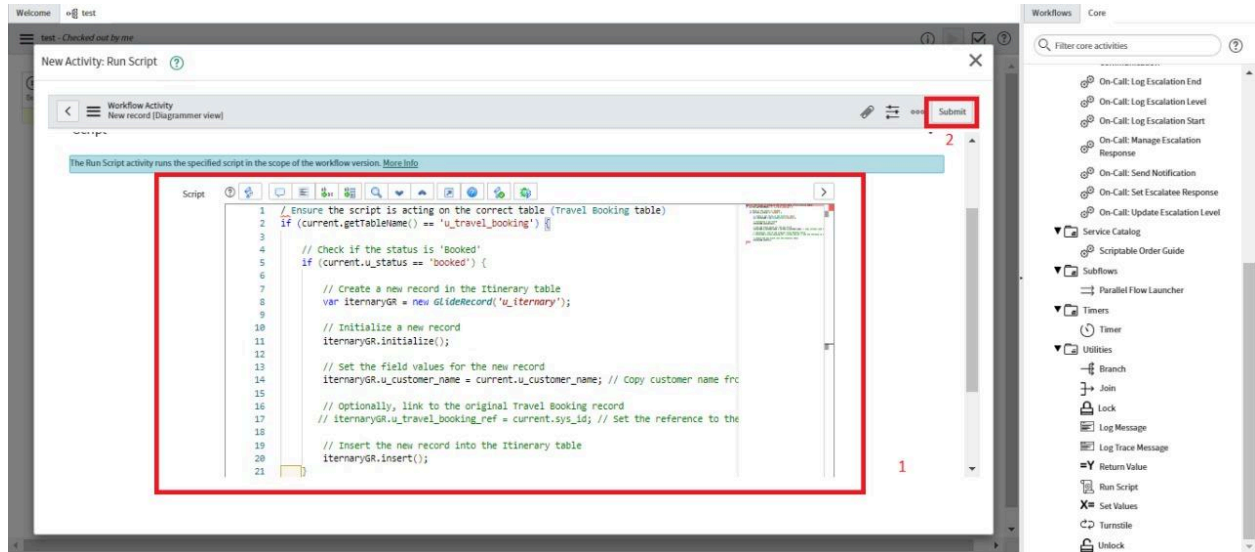 Welcome
test
Workflows
Core
test - Checked out by me
Filter core activities
New Activity: Run Script
Workflow Activity
New record [Diagrammer view]
Submit
2
The Run Script activity runs the specified script in the scope of the workflow version. More Info
Script
1 / Ensure the script is acting on the correct table (Travel Booking table)
2 if (current.getTableName() == 'u_travel_booking') {
3
4 // Check if the status is 'Booked'
5 if (current.u_status == 'booked') {
6
7 // Create a new record in the Itinerary table
8 var iternaryGR = new GlideRecord('u_iternary');
9
10 // Initialize a new record
11 iternaryGR.initialize();
12
13 // Set the field values for the new record
14 iternaryGR.u_customer_name = current.u_customer_name; // Copy customer name fro
15
16 // Optionally, link to the original Travel Booking record
17 // iternaryGR.u_travel_booking_ref = current.sys_id; // Set the reference to the
18
19 // Insert the new record into the Itinerary table
20 iternaryGR.insert();
21 }
1
On-Call: Log Escalation End
On-Call: Log Escalation Level
On-Call: Log Escalation Start
On-Call: Manage Escalation
Response
On-Call: Send Notification
On-Call: Set Escalatee Response
On-Call: Update Escalation Level
Service Catalog
Scriptable Order Guide
Subflows
Parallel Flow Launcher
Timers
Timer
Utilities
Branch
Join
Lock
Log Message
Log Trace Message
Return Value
Run Script
Set Values
Turnstile
Unlock